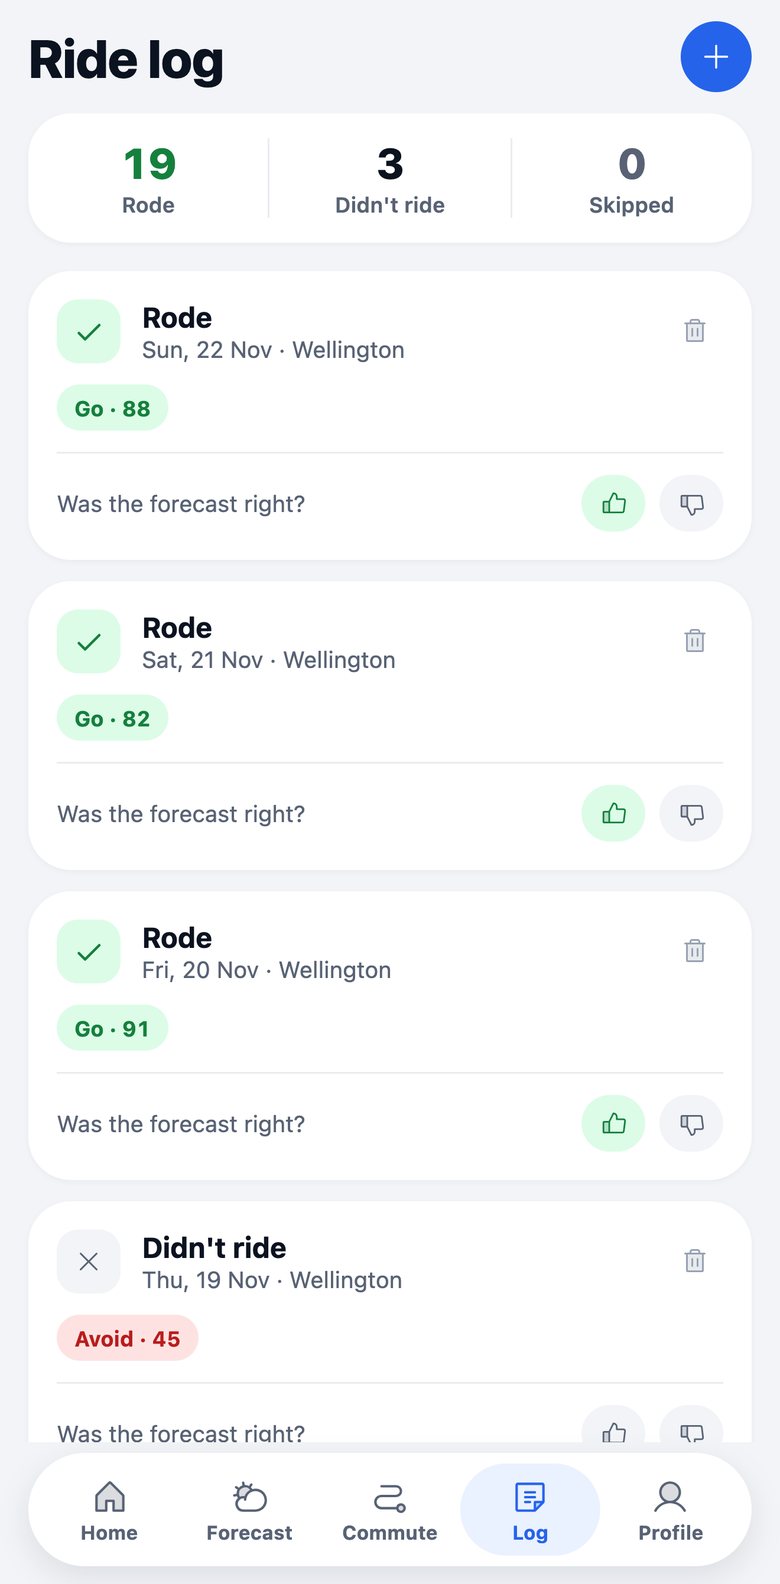 Ride log
19
Rode
3
Didn't ride
0
Skipped
Rode
Sun, 22 Nov · Wellington
Go · 88
Was the forecast right?
Rode
Sat, 21 Nov · Wellington
Go · 82
Was the forecast right?
Rode
Fri, 20 Nov · Wellington
Go · 91
Was the forecast right?
Didn't ride
Thu, 19 Nov · Wellington
Avoid · 45
Was the forecast right?
Home
Forecast
Commute
Log
Profile